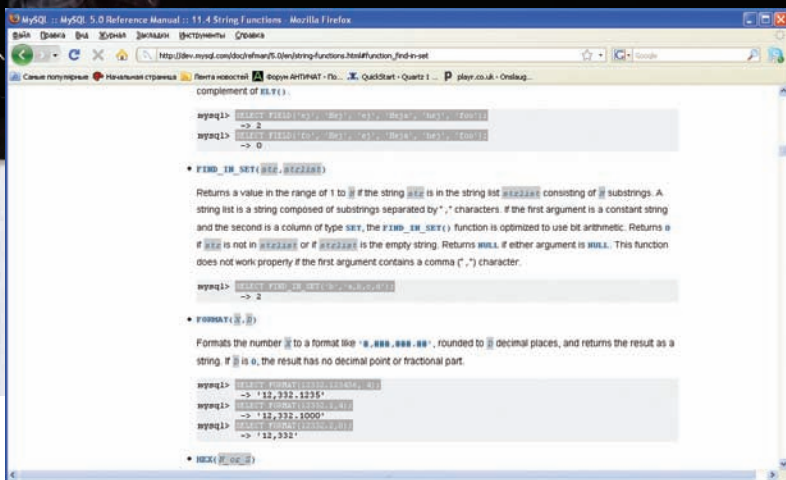 MySQL :: MySQL 5.0 Reference Manual :: 11.4 String Functions - Mozilla Firefox
Файл Правка Вид Журнал Закладки Инструменты Справка
http://dev.mysql.com/doc/refman/5.0/en/string-functions.html#function_find-in-set
Google
Самые популярные Начальная страница Лента новостей Форум АНТИЧАТ - По... QuickStart - Quartz 1 ... playr.co.uk - Onslaug...
complement of ELT().
mysql> SELECT FIELD('ej', 'Hej', 'ej', 'Heja', 'hej', 'foo');
-> 2
mysql> SELECT FIELD('fo', 'Hej', 'ej', 'Heja', 'hej', 'foo');
-> 0
• FIND_IN_SET(str,strlist)
Returns a value in the range of 1 to N if the string str is in the string list strlist consisting of N substrings. A
string list is a string composed of substrings separated by “,” characters. If the first argument is a constant string
and the second is a column of type SET, the FIND_IN_SET() function is optimized to use bit arithmetic. Returns 0
if str is not in strlist or if strlist is the empty string. Returns NULL if either argument is NULL. This function
does not work properly if the first argument contains a comma (“,”) character.
mysql> SELECT FIND_IN_SET('b','a,b,c,d');
-> 2
• FORMAT(X,D)
Formats the number X to a format like '#,###,###.##', rounded to D decimal places, and returns the result as a
string. If D is 0, the result has no decimal point or fractional part.
mysql> SELECT FORMAT(12332.123456, 4);
-> '12,332.1235'
mysql> SELECT FORMAT(12332.1,4);
-> '12,332.1000'
mysql> SELECT FORMAT(12332.2,0);
-> '12,332'
• HEX(N_or_S)